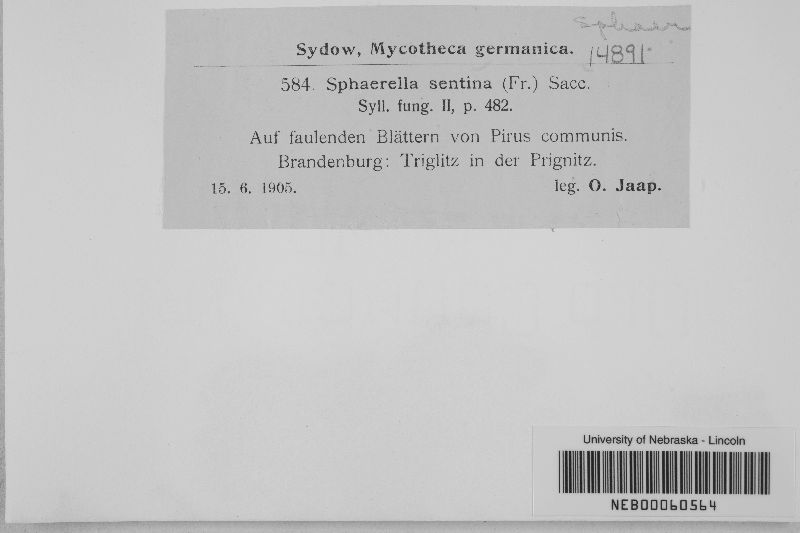 Sphaer
Sydow, Mycotheca germanica. 14891
584. Sphaerella sentina (Fr.) Sacc.
Syll. fung. II, p. 482.
Auf faulenden Blättern von Pirus communis.
Brandenburg: Triglitz in der Prignitz.
15. 6. 1905. leg. O. Jaap.
University of Nebraska - Lincoln
NEB00060564